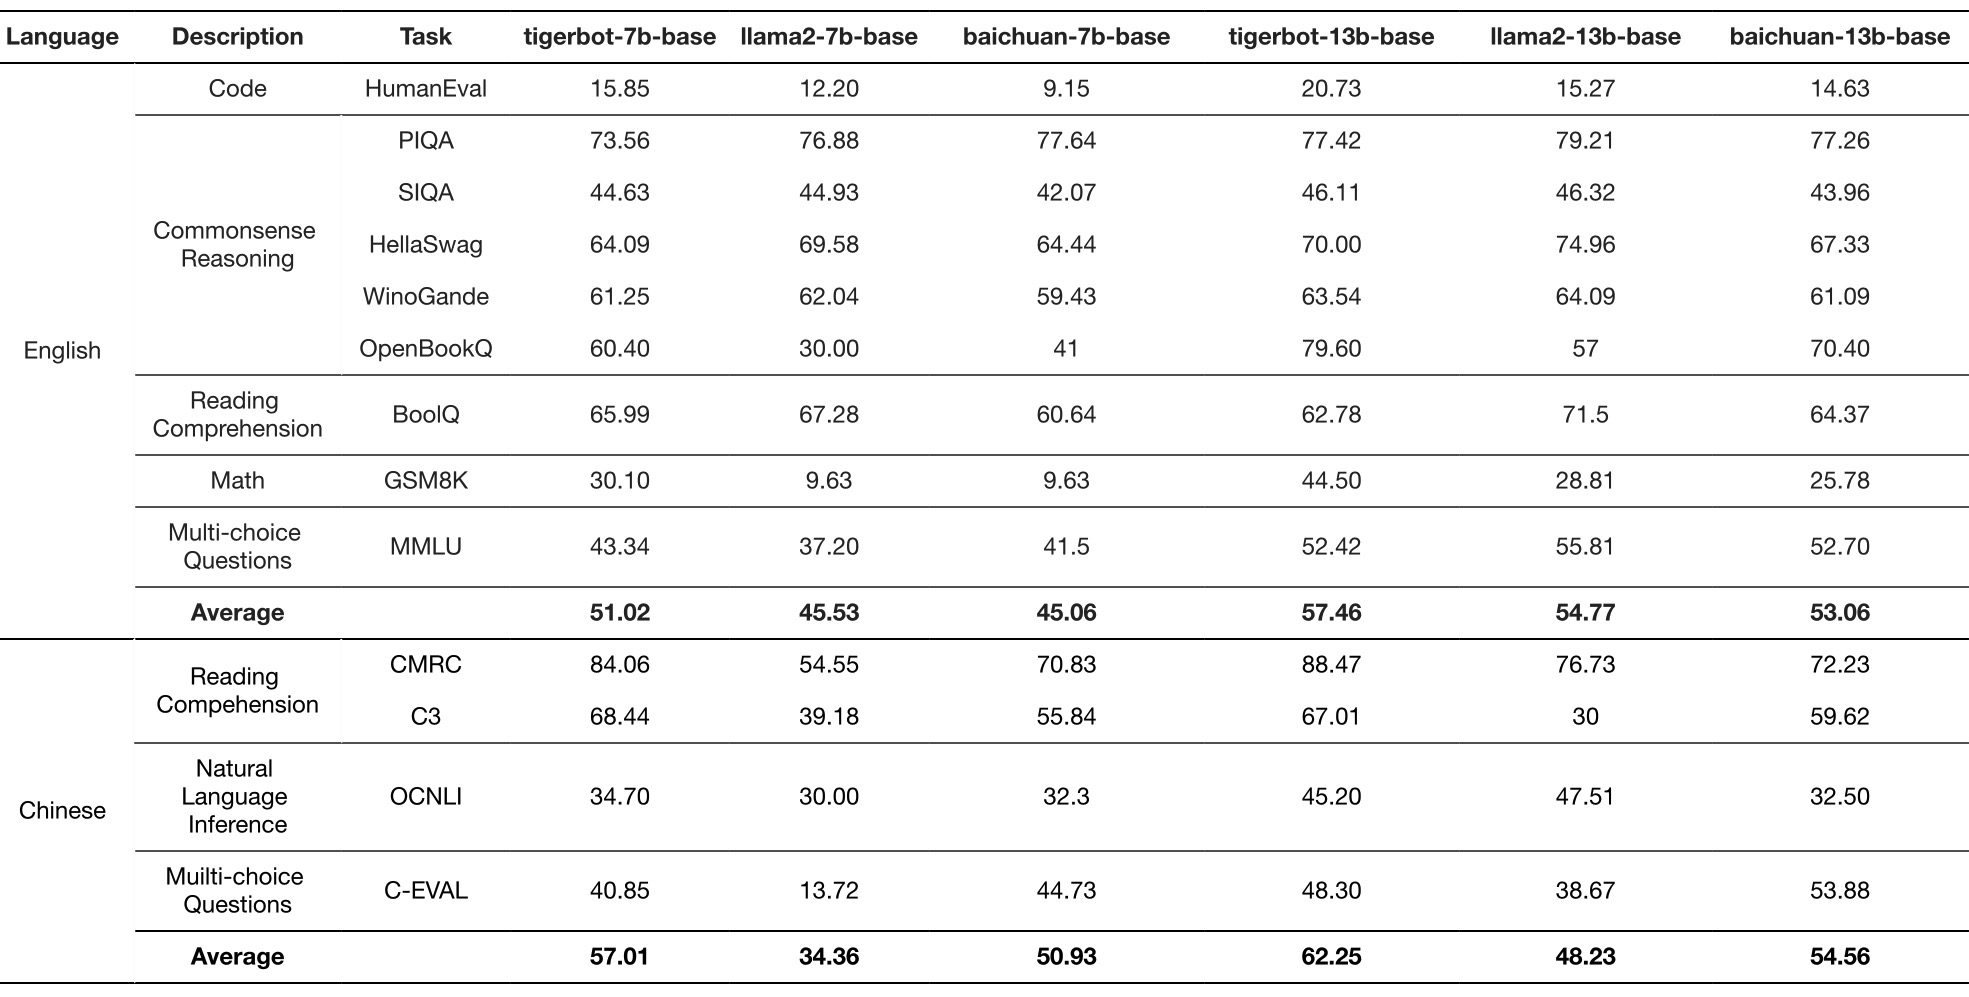 Language Description Task tigerbot-7b-base llama2-7b-base baichuan-7b-base tigerbot-13b-base llama2-13b-base baichuan-13b-base
English
Code HumanEval 15.85 12.20 9.15 20.73 15.27 14.63
Commonsense
Reasoning
PIQA 73.56 76.88 77.64 77.42 79.21 77.26
SIQA 44.63 44.93 42.07 46.11 46.32 43.96
HellaSwag 64.09 69.58 64.44 70.00 74.96 67.33
WinoGande 61.25 62.04 59.43 63.54 64.09 61.09
OpenBookQ 60.40 30.00 41 79.60 57 70.40
Reading
Comprehension
BoolQ 65.99 67.28 60.64 62.78 71.5 64.37
Math GSM8K 30.10 9.63 9.63 44.50 28.81 25.78
Multi-choice
Questions
MMLU 43.34 37.20 41.5 52.42 55.81 52.70
Average 51.02 45.53 45.06 57.46 54.77 53.06
Chinese
Reading
Compehension
CMRC 84.06 54.55 70.83 88.47 76.73 72.23
C3 68.44 39.18 55.84 67.01 30 59.62
Natural
Language
Inference
OCNLI 34.70 30.00 32.3 45.20 47.51 32.50
Muilti-choice
Questions
C-EVAL 40.85 13.72 44.73 48.30 38.67 53.88
Average 57.01 34.36 50.93 62.25 48.23 54.56